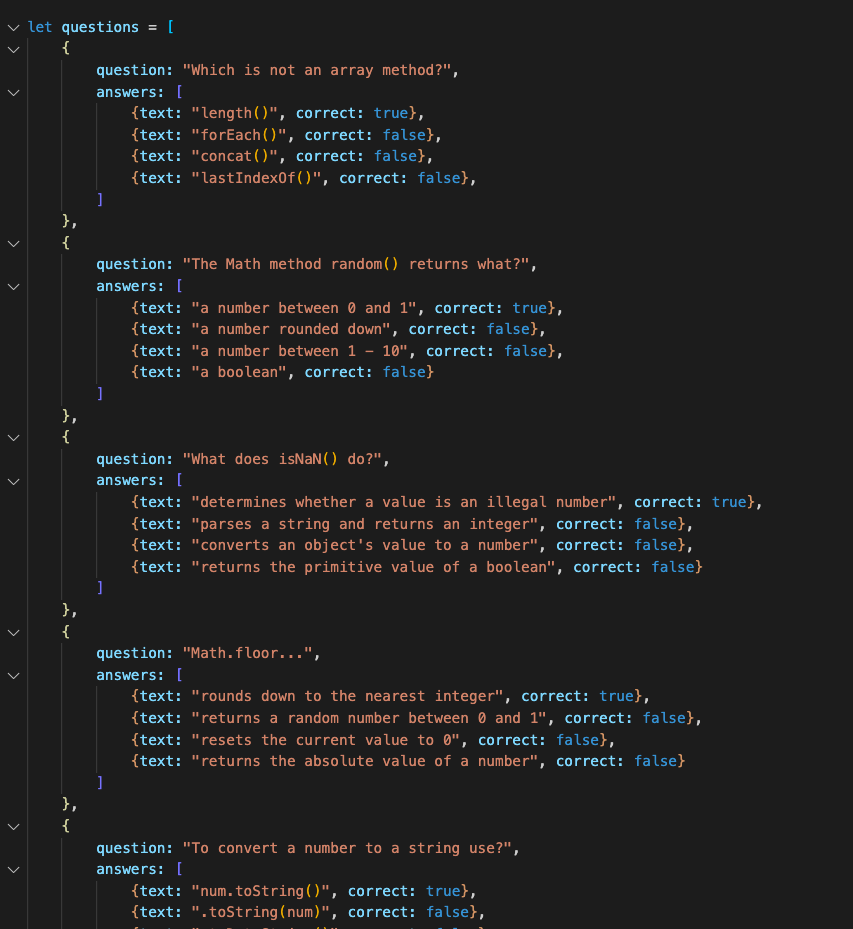 let questions = [
    {
        question: "Which is not an array method?",
        answers: [
            {text: "length()", correct: true},
            {text: "forEach()", correct: false},
            {text: "concat()", correct: false},
            {text: "lastIndexOf()", correct: false},
        ]
    },
    {
        question: "The Math method random() returns what?",
        answers: [
            {text: "a number between 0 and 1", correct: true},
            {text: "a number rounded down", correct: false},
            {text: "a number between 1 - 10", correct: false},
            {text: "a boolean", correct: false}
        ]
    },
    {
        question: "What does isNaN() do?",
        answers: [
            {text: "determines whether a value is an illegal number", correct: true},
            {text: "parses a string and returns an integer", correct: false},
            {text: "converts an object's value to a number", correct: false},
            {text: "returns the primitive value of a boolean", correct: false}
        ]
    },
    {
        question: "Math.floor...",
        answers: [
            {text: "rounds down to the nearest integer", correct: true},
            {text: "returns a random number between 0 and 1", correct: false},
            {text: "resets the current value to 0", correct: false},
            {text: "returns the absolute value of a number", correct: false}
        ]
    },
    {
        question: "To convert a number to a string use?",
        answers: [
            {text: "num.toString()", correct: true},
            {text: ".toString(num)", correct: false},